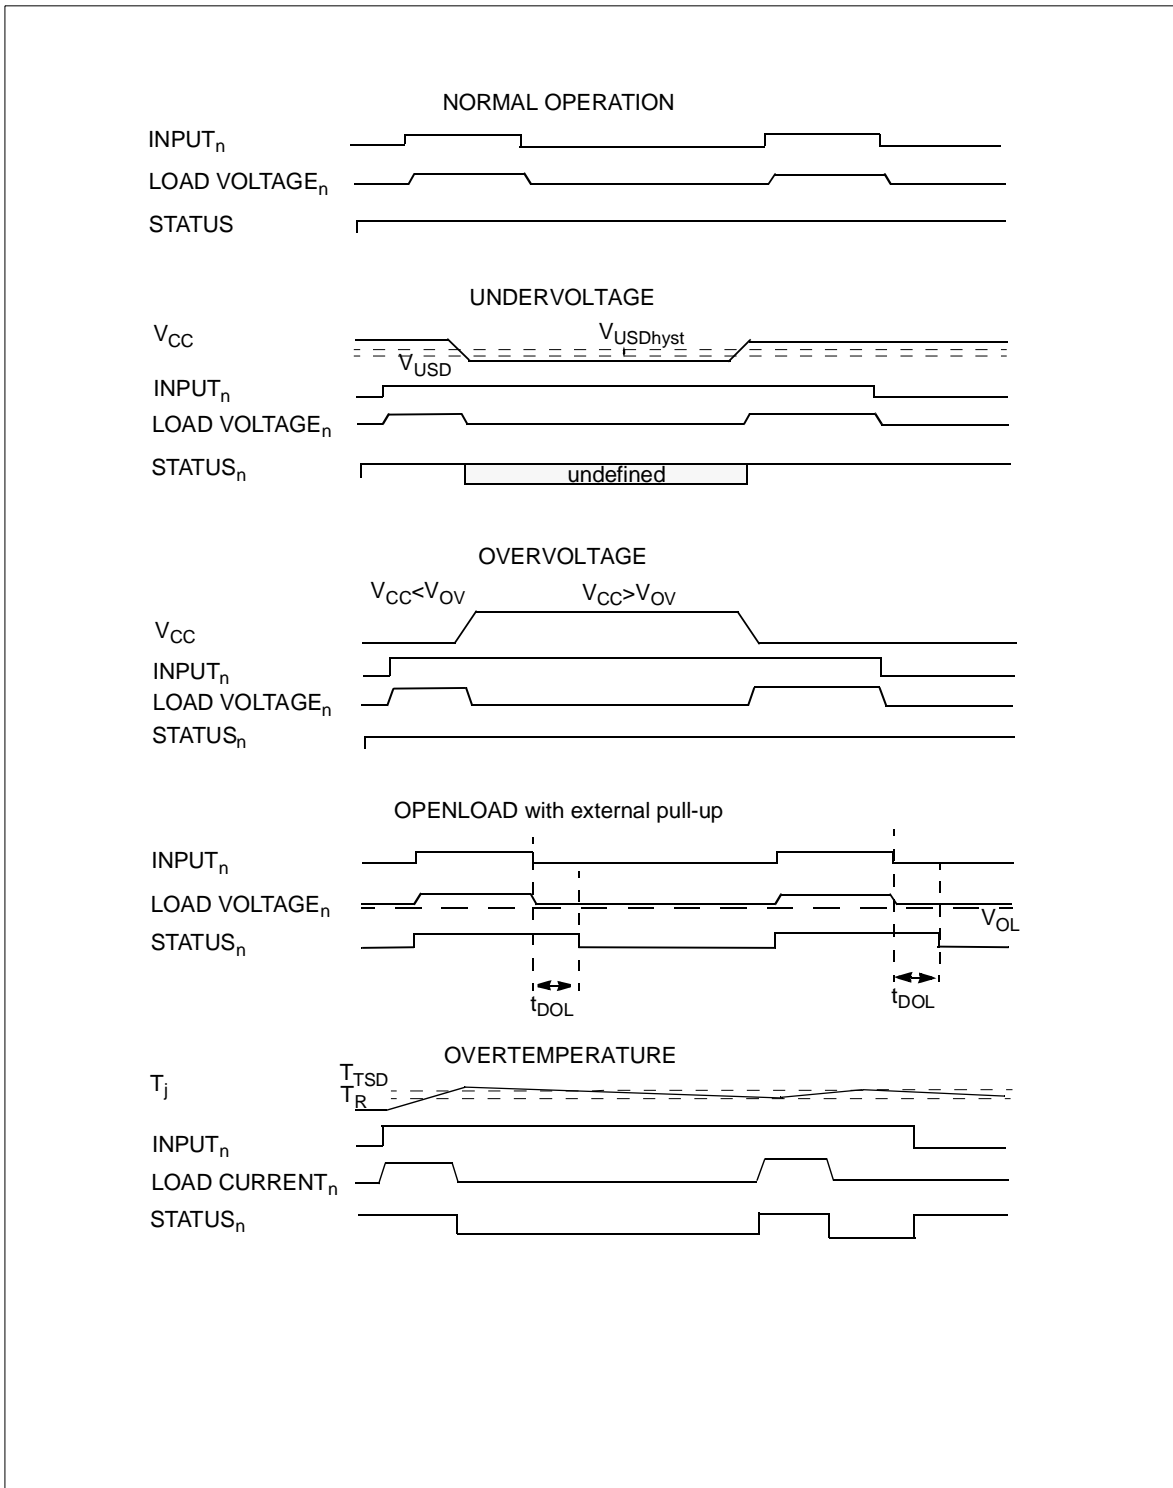 NORMAL OPERATION
INPUTn
LOAD VOLTAGEn
STATUS
UNDERVOLTAGE
VCC
VUSDhyst
VUSD
INPUTn
LOAD VOLTAGEn
STATUSn
undefined
OVERVOLTAGE
VCC<VOV
VCC>VOV
VCC
INPUTn
LOAD VOLTAGEn
STATUSn
OPENLOAD with external pull-up
INPUTn
LOAD VOLTAGEn
VOL
STATUSn
tDOL
tDOL
OVERTEMPERATURE
Tj
TTSD
TR
INPUTn
LOAD CURRENTn
STATUSn